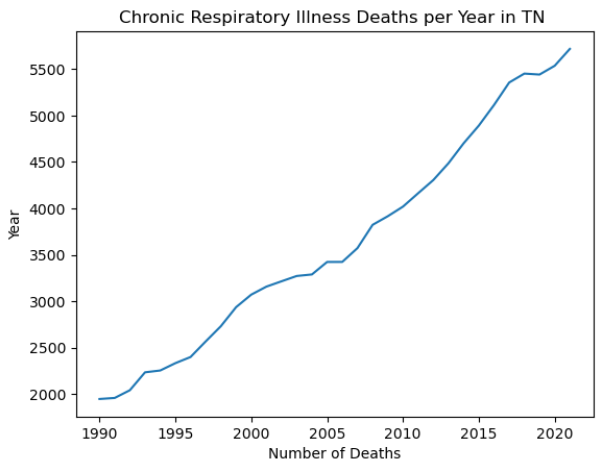 Chronic Respiratory Illness Deaths per Year in TN
5500
5000
4500
4000
3500
3000
2500
2000
Year
1990 1995 2000 2005 2010 2015 2020
Number of Deaths